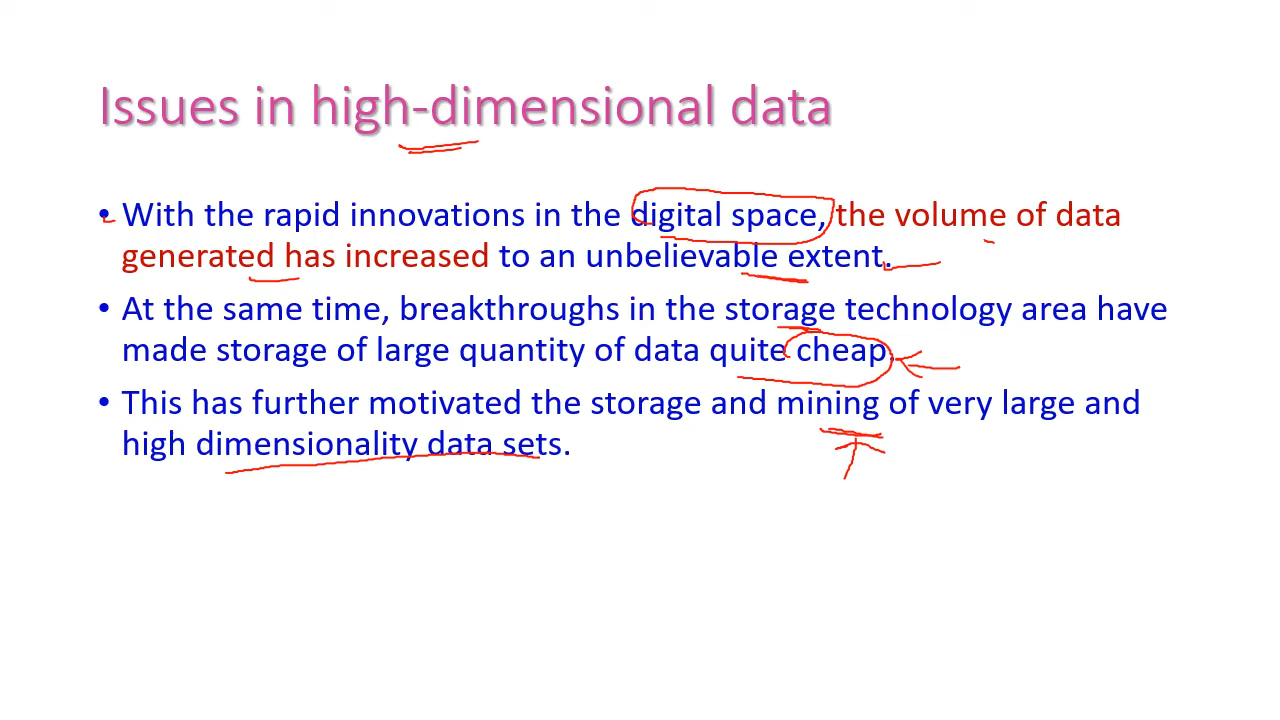 Issues in high-dimensional data
• With the rapid innovations in the digital space, the volume of data
generated has increased to an unbelievable extent.
• At the same time, breakthroughs in the storage technology area have
made storage of large quantity of data quite cheap.
• This has further motivated the storage and mining of very large and
high dimensionality data sets.